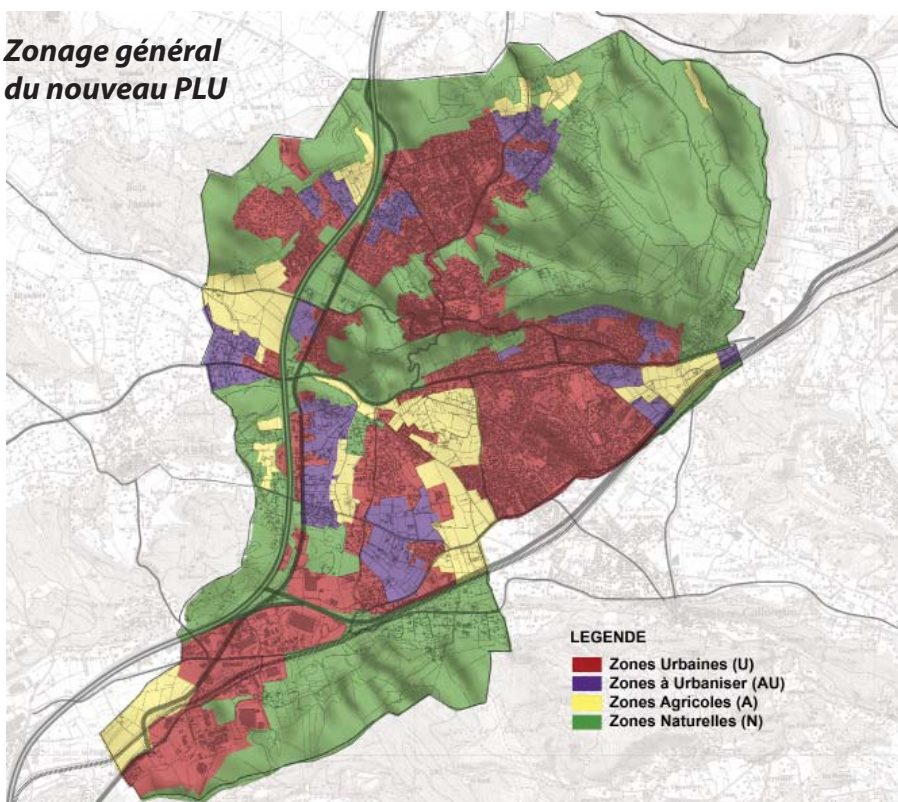 Zonage général
du nouveau PLU
LEGENDE
Zones Urbaines (U)
Zones à Urbaniser (AU)
Zones Agricoles (A)
Zones Naturelles (N)